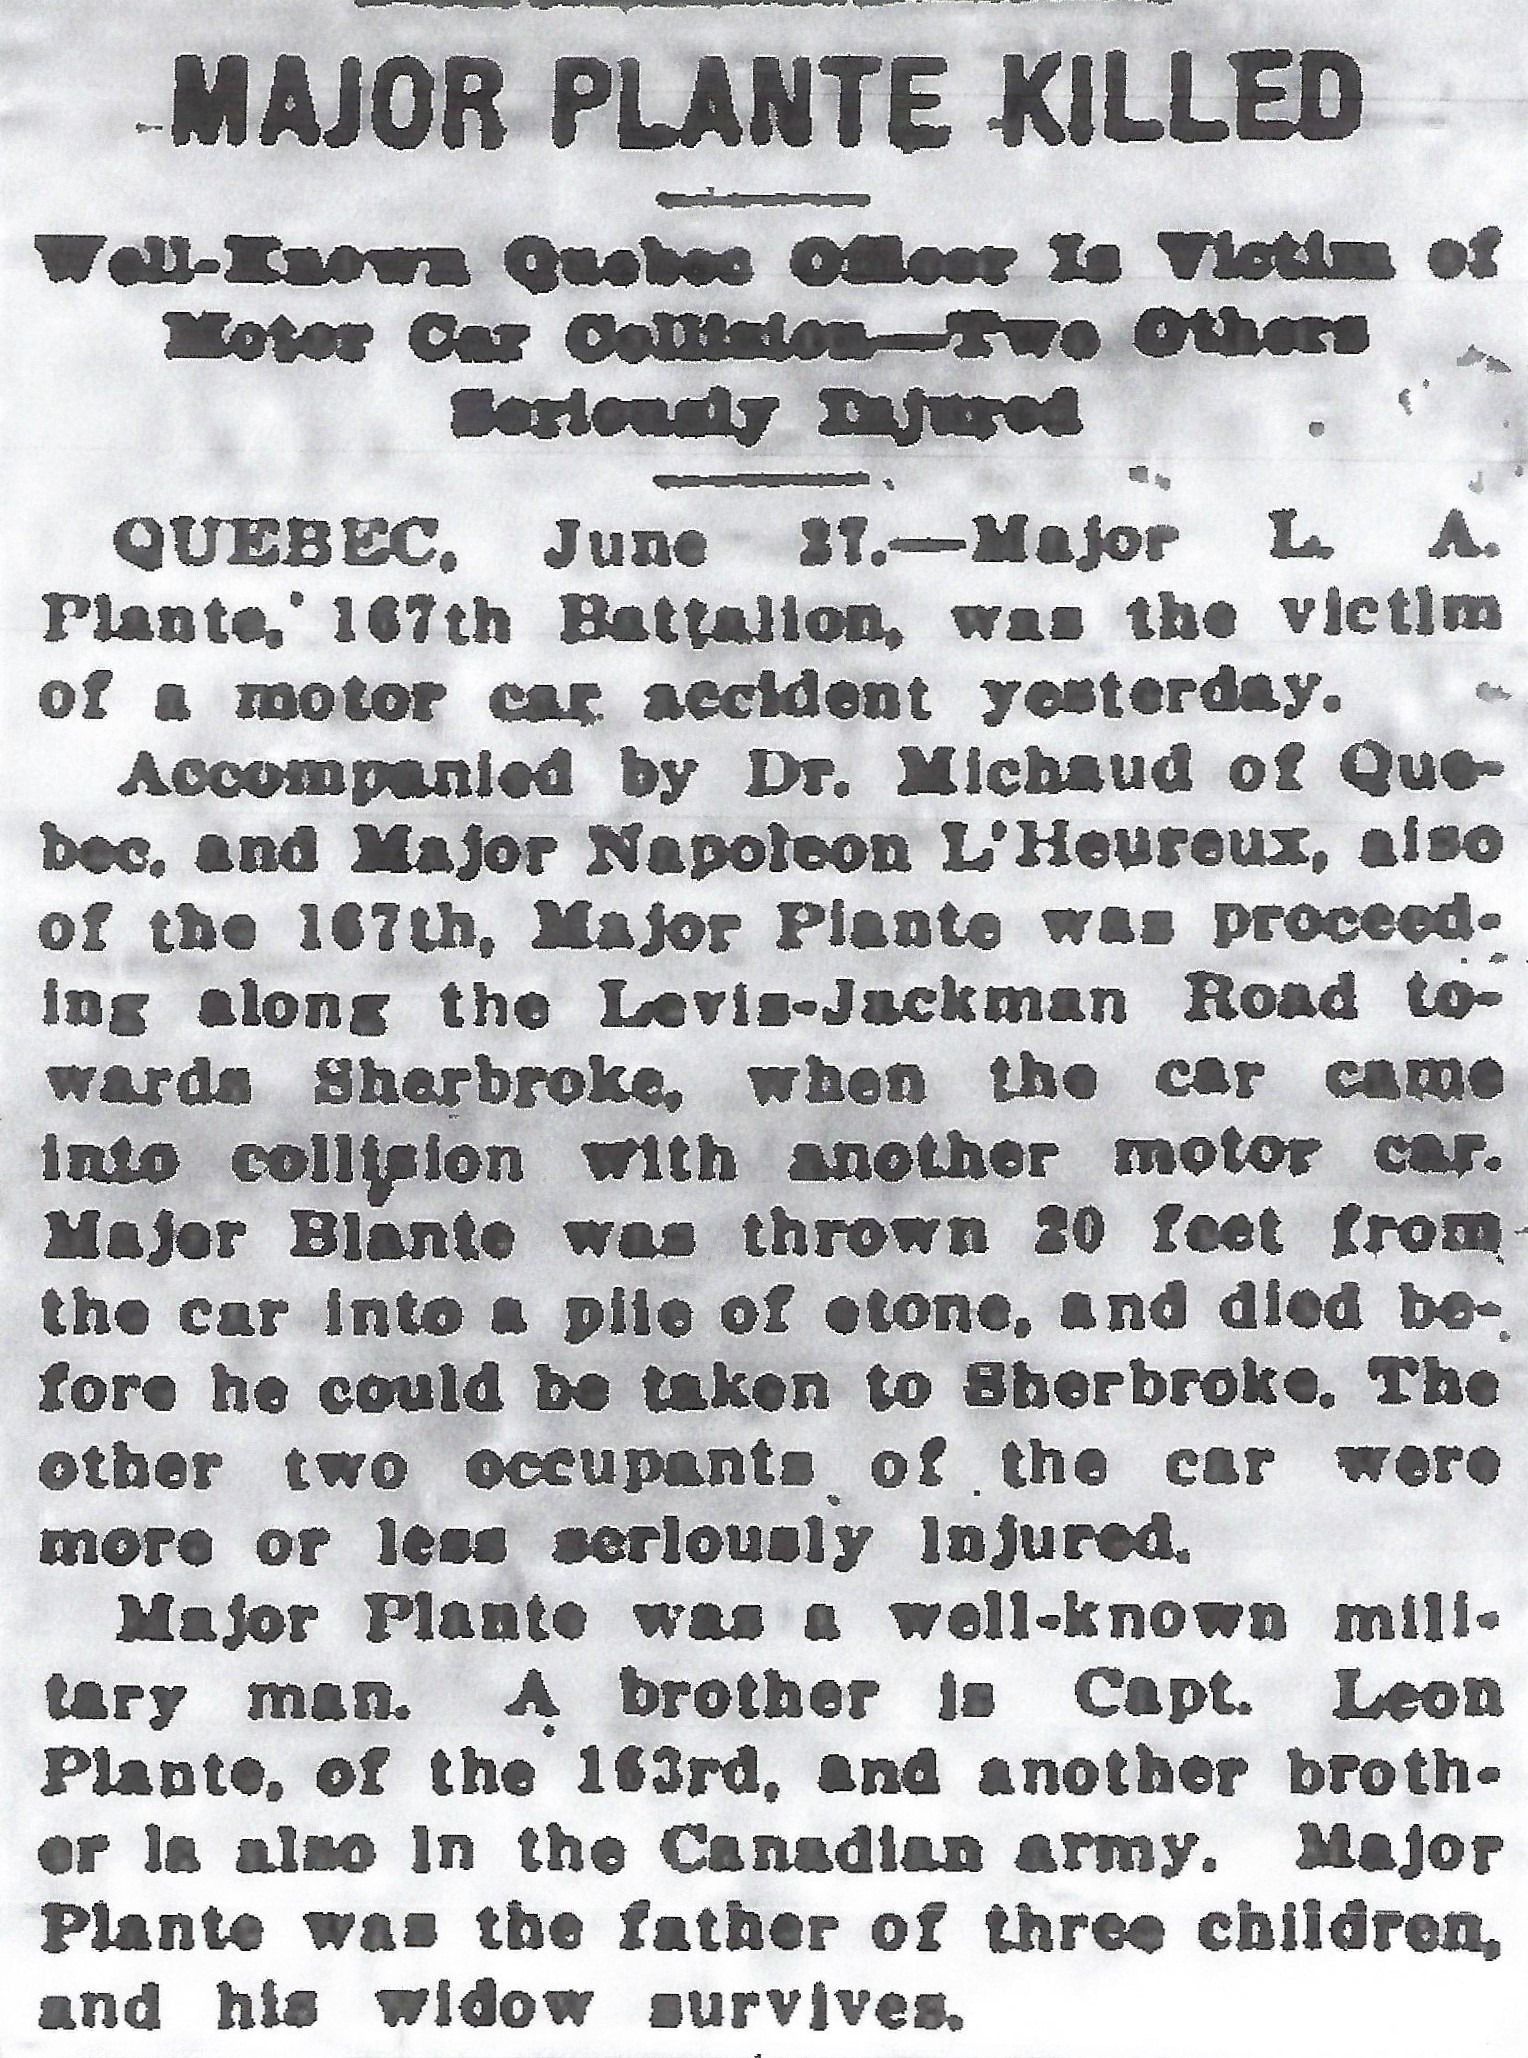 MAJOR PLANTE KILLED
Well-Known Quebec Officer Is Victim of
Motor Car Collision—Two Others
Seriously Injured
QUEBEC, June 27.—Major L. A.
Plante, 167th Battalion, was the victim
of a motor car accident yesterday.
Accompanied by Dr. Michaud of Que-
bec, and Major Napoleon L'Heureux, also
of the 167th, Major Plante was proceed-
ing along the Levis-Jackman Road to-
wards Sherbroke, when the car came
into collision with another motor car.
Major Blante was thrown 20 feet from
the car into a pile of stone, and died be-
fore he could be taken to Sherbroke. The
other two occupants of the car were
more or less seriously injured.
Major Plante was a well-known mili-
tary man. A brother is Capt. Leon
Plante, of the 163rd, and another broth-
er is also in the Canadian army. Major
Plante was the father of three children,
and his widow survives.